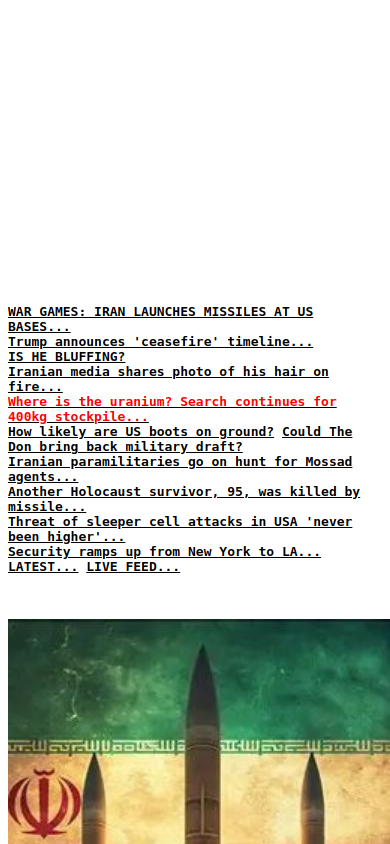 WAR GAMES: IRAN LAUNCHES MISSILES AT US
BASES...
Trump announces 'ceasefire' timeline...
IS HE BLUFFING?
Iranian media shares photo of his hair on
fire...
Where is the uranium? Search continues for
400kg stockpile...
How likely are US boots on ground? Could The
Don bring back military draft?
Iranian paramilitaries go on hunt for Mossad
agents...
Another Holocaust survivor, 95, was killed by
missile...
Threat of sleeper cell attacks in USA 'never
been higher'...
Security ramps up from New York to LA...
LATEST... LIVE FEED...